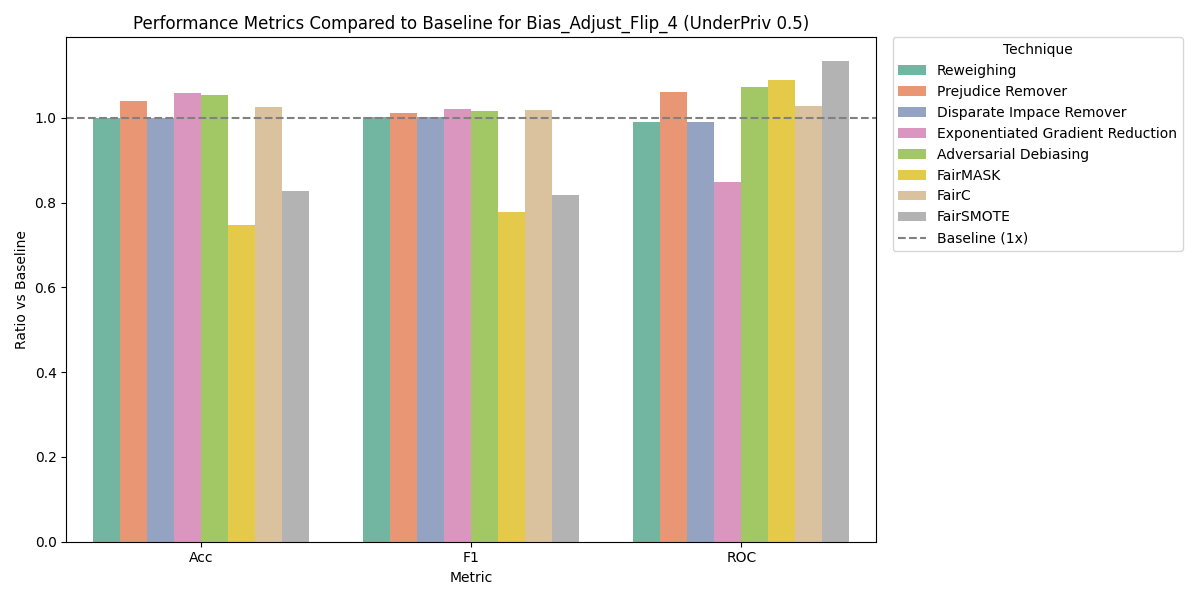 Performance Metrics Compared to Baseline for Bias_Adjust_Flip_4 (UnderPriv 0.5)
Ratio vs Baseline
1.0
0.8
0.6
0.4
0.2
0.0
Acc
F1
ROC
Metric
Technique
Reweighing
Prejudice Remover
Disparate Impace Remover
Exponentiated Gradient Reduction
Adversarial Debiasing
FairMASK
FairC
FairSMOTE
Baseline (1x)